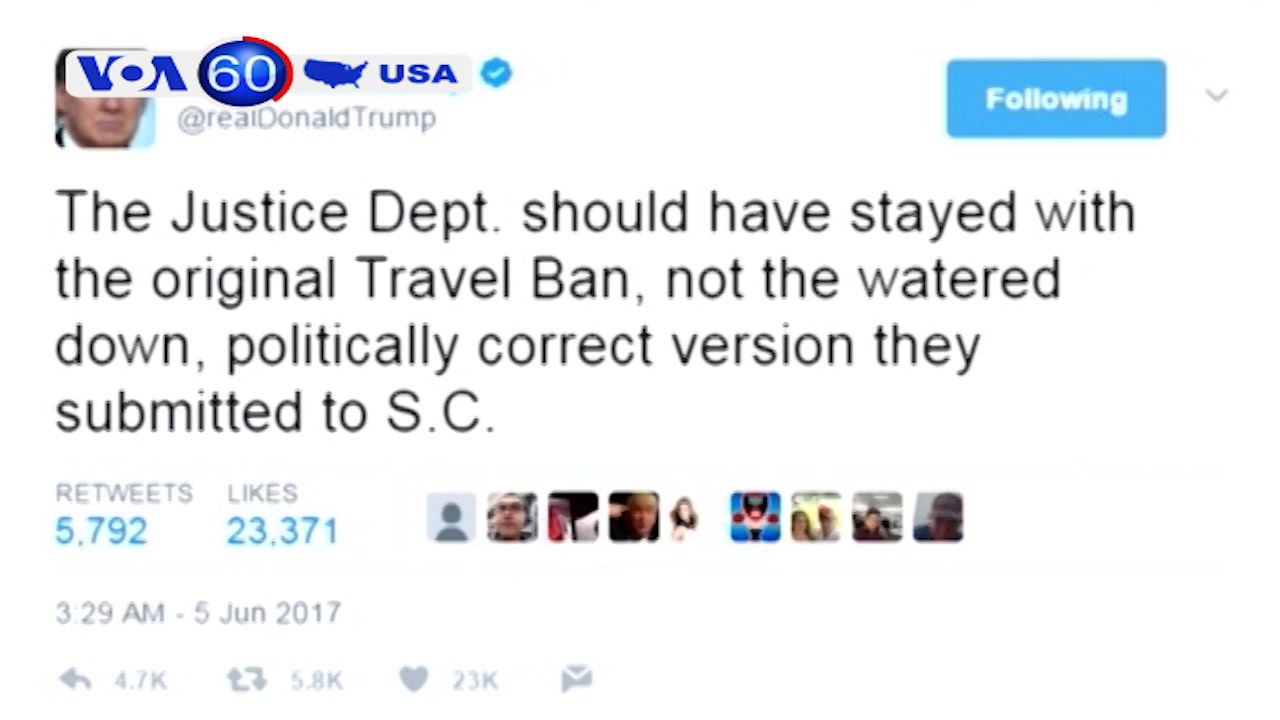 VOA 60 USA
@realDonaldTrump
Following
The Justice Dept. should have stayed with
the original Travel Ban, not the watered
down, politically correct version they
submitted to S.C.
RETWEETS LIKES
5,792 23,371
3:29 AM - 5 Jun 2017
4.7K 5.8K 23K